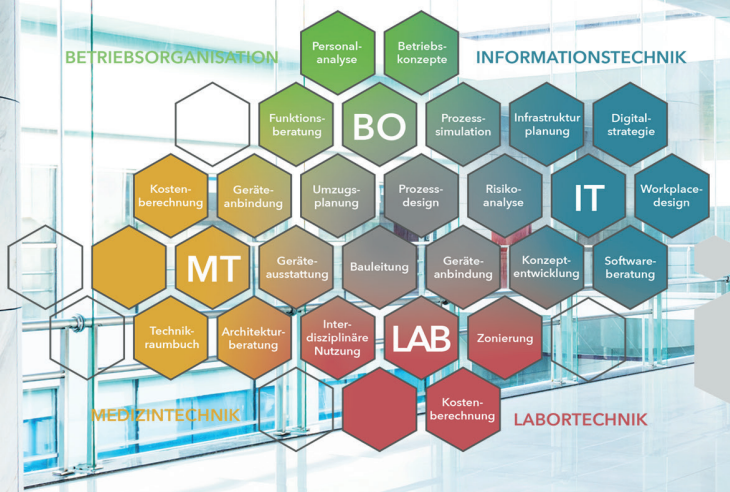 BETRIEBSORGANISATION
Personal-
analyse
Betriebs-
konzepte
INFORMATIONSTECHNIK
Funktions-
beratung
BO
Prozess-
simulation
Infrastruktur
planung
Digital-
strategie
Kosten-
berechnung
Geräte-
anbindung
Umzugs-
planung
Prozess-
design
Risiko-
analyse
IT
Workplace-
design
MT
Geräte-
ausstattung
Bauleitung
Geräte-
anbindung
Konzept-
entwicklung
Software-
beratung
Technik-
raumbuch
Architektur-
beratung
Inter-
disziplinäre
Nutzung
LAB
Zonierung
MEDIZINTECHNIK
Kosten-
berechnung
LABORTECHNIK